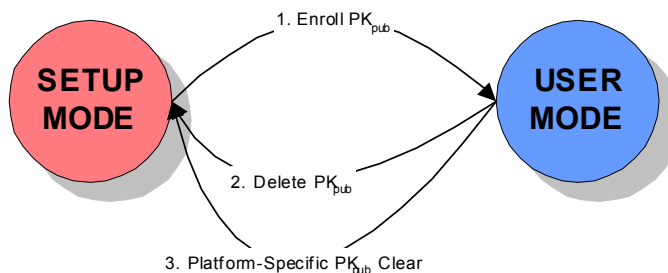 1. Enroll PKpub
SETUP
MODE
USER
MODE
2. Delete PKpub
3. Platform-Specific PKpub Clear